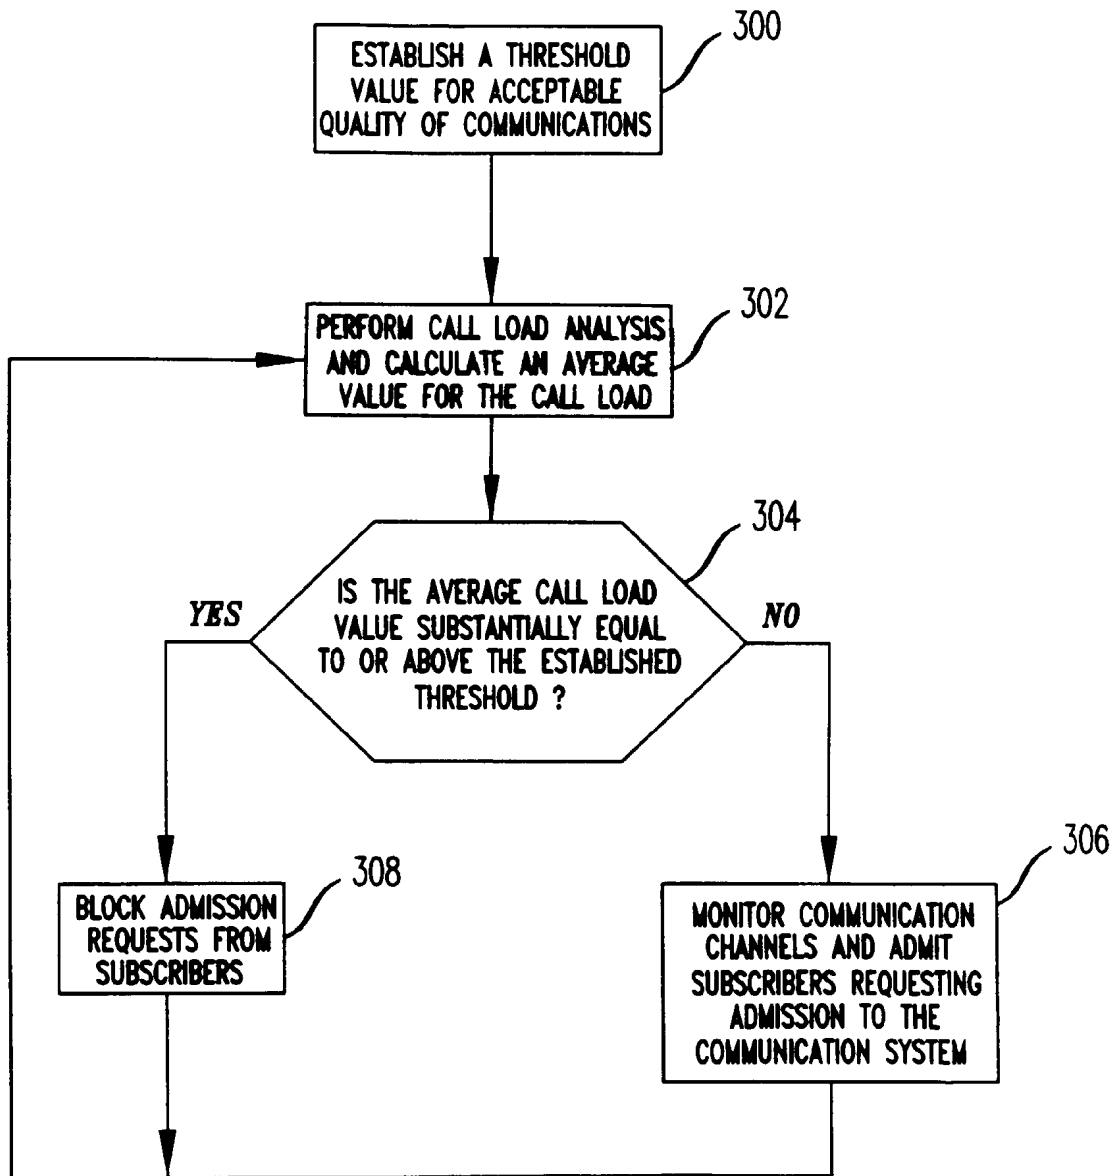 300
ESTABLISH A THRESHOLD
VALUE FOR ACCEPTABLE
QUALITY OF COMMUNICATIONS
302
PERFORM CALL LOAD ANALYSIS
AND CALCULATE AN AVERAGE
VALUE FOR THE CALL LOAD
304
IS THE AVERAGE CALL LOAD
VALUE SUBSTANTIALLY EQUAL
TO OR ABOVE THE ESTABLISHED
THRESHOLD ?
YES
NO
308
BLOCK ADMISSION
REQUESTS FROM
SUBSCRIBERS
306
MONITOR COMMUNICATION
CHANNELS AND ADMIT
SUBSCRIBERS REQUESTING
ADMISSION TO THE
COMMUNICATION SYSTEM